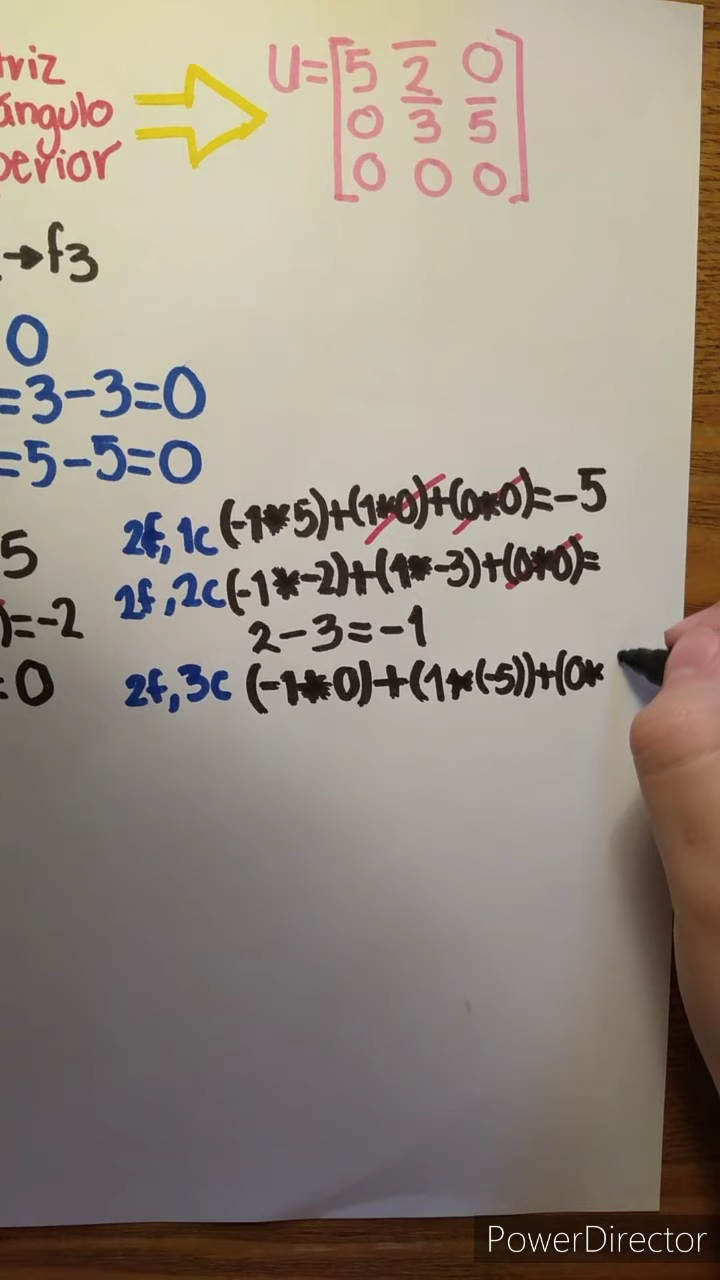 triz
ángulo
perior
U=[5 -2 0
0 -3 -5
0 0 0]
→f3
0
=3-3=0
=5-5=0
5
)=-2
=0
2f, 1c (-1*5)+(1*0)+(0*0)=-5
2f, 2c (-1*-2)+(1*-3)+(0*0)=
2-3=-1
2f, 3c (-1*0)+(1*(-5))+(0*
PowerDirector